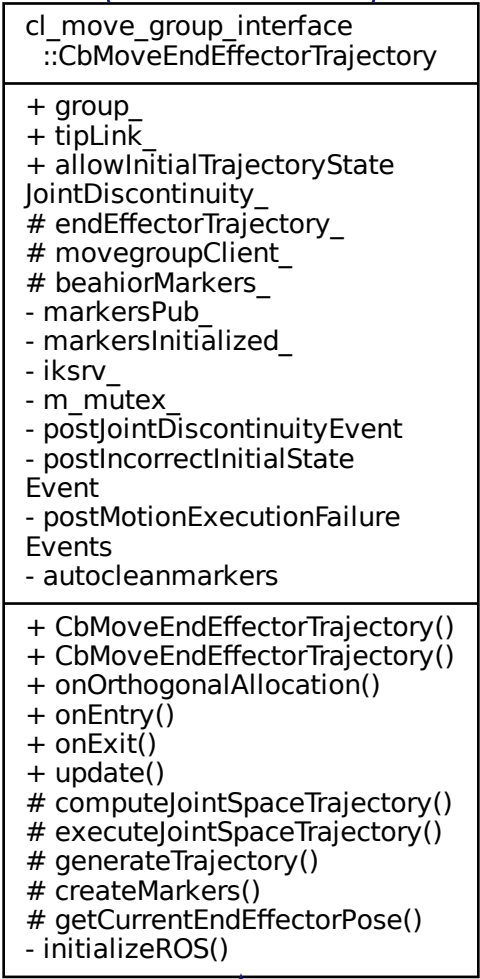 cl_move_group_interface
::CbMoveEndEffectorTrajectory
+ group_
+ tipLink_
+ allowInitialTrajectoryState
JointDiscontinuity_
# endEffectorTrajectory_
# movegroupClient_
# beahiorMarkers_
- markersPub_
- markersInitialized_
- iksrv_
- m_mutex_
- postJointDiscontinuityEvent
- postIncorrectInitialState
Event
- postMotionExecutionFailure
Events
- autocleanmarkers
+ CbMoveEndEffectorTrajectory()
+ CbMoveEndEffectorTrajectory()
+ onOrthogonalAllocation()
+ onEntry()
+ onExit()
+ update()
# computeJointSpaceTrajectory()
# executeJointSpaceTrajectory()
# generateTrajectory()
# createMarkers()
# getCurrentEndEffectorPose()
- initializeROS()